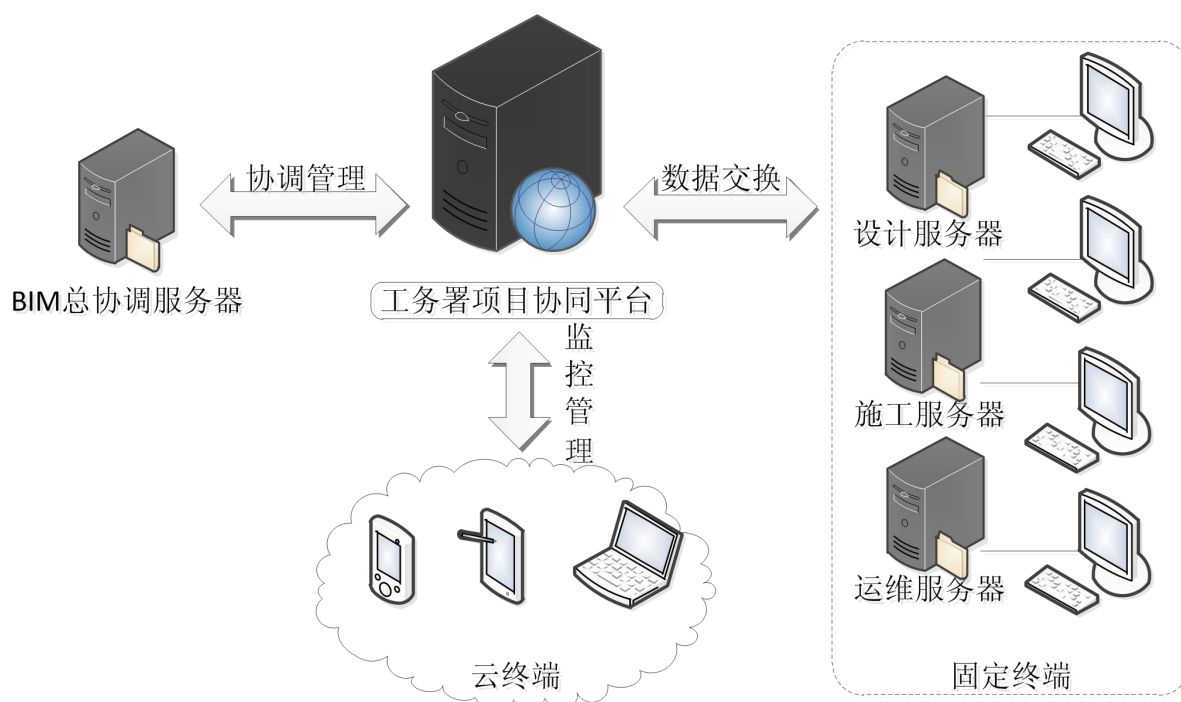 协调管理
数据交换
BIM总协调服务器
工务署项目协同平台
监控管理
设计服务器
施工服务器
运维服务器
云终端
固定终端